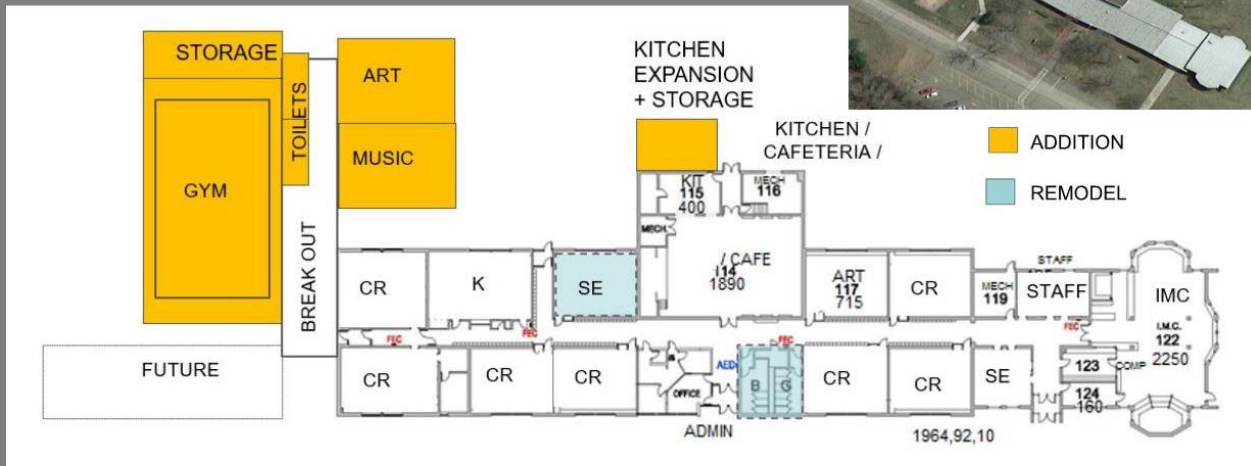 STORAGE
TOILETS
ART
MUSIC
GYM
BREAK OUT
FUTURE
KITCHEN
EXPANSION
+ STORAGE
KITCHEN /
CAFETERIA /
ADDITION
REMODEL
KIT
115
400
MECH
116
MECH
/ CAFE
114
1890
CR
K
SE
ART
117
715
CR
MECH
119
STAFF
STAFF
IMC
I.M.C.
122
2250
FEC
FEC
FEC
FEC
AED
CR
CR
CR
OFFICE
B
G
CR
CR
SE
123
COMP
124
160
ADMIN
1964,92,10